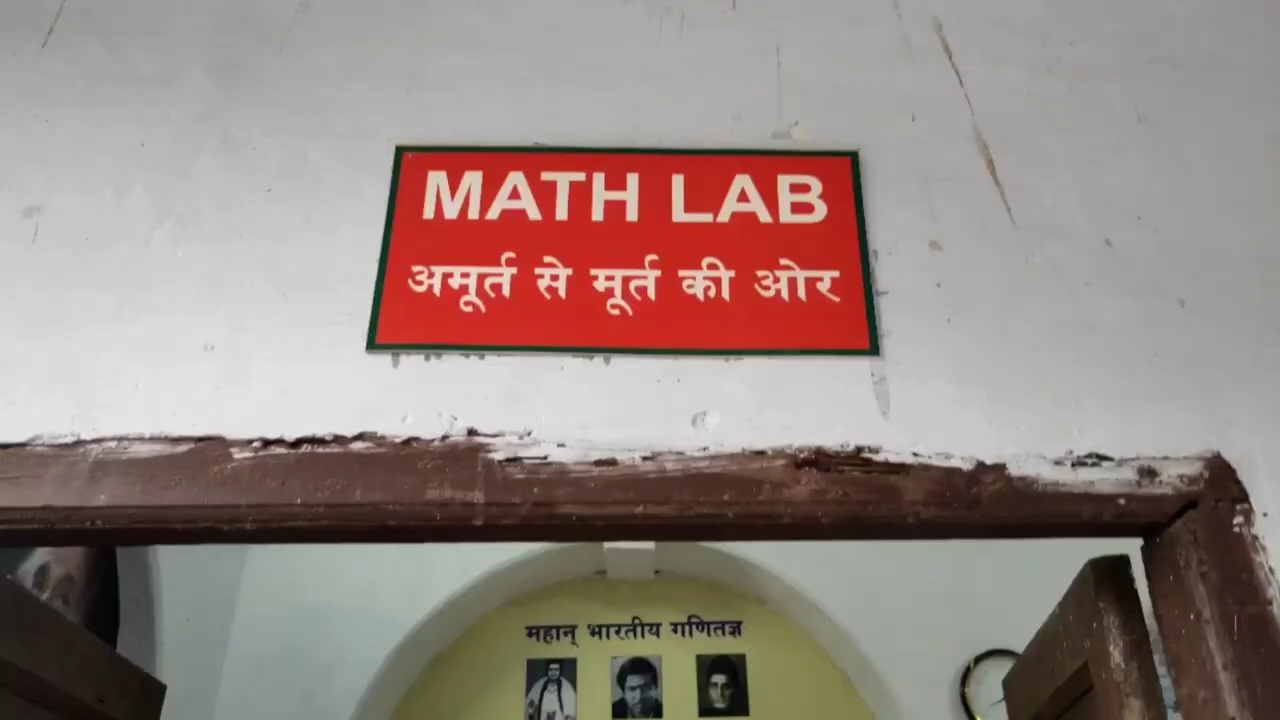 MATH LAB
अमूर्त से मूर्त की ओर
महान् भारतीय गणितज्ञ